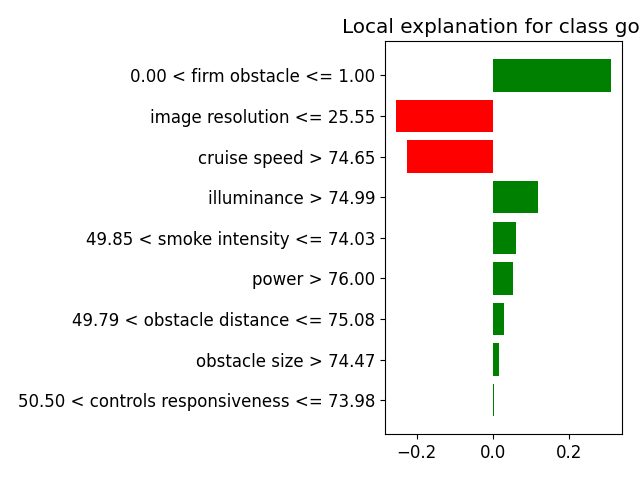 Local explanation for class go
0.00 < firm obstacle <= 1.00
image resolution <= 25.55
cruise speed > 74.65
illuminance > 74.99
49.85 < smoke intensity <= 74.03
power > 76.00
49.79 < obstacle distance <= 75.08
obstacle size > 74.47
50.50 < controls responsiveness <= 73.98
−0.2 0.0 0.2